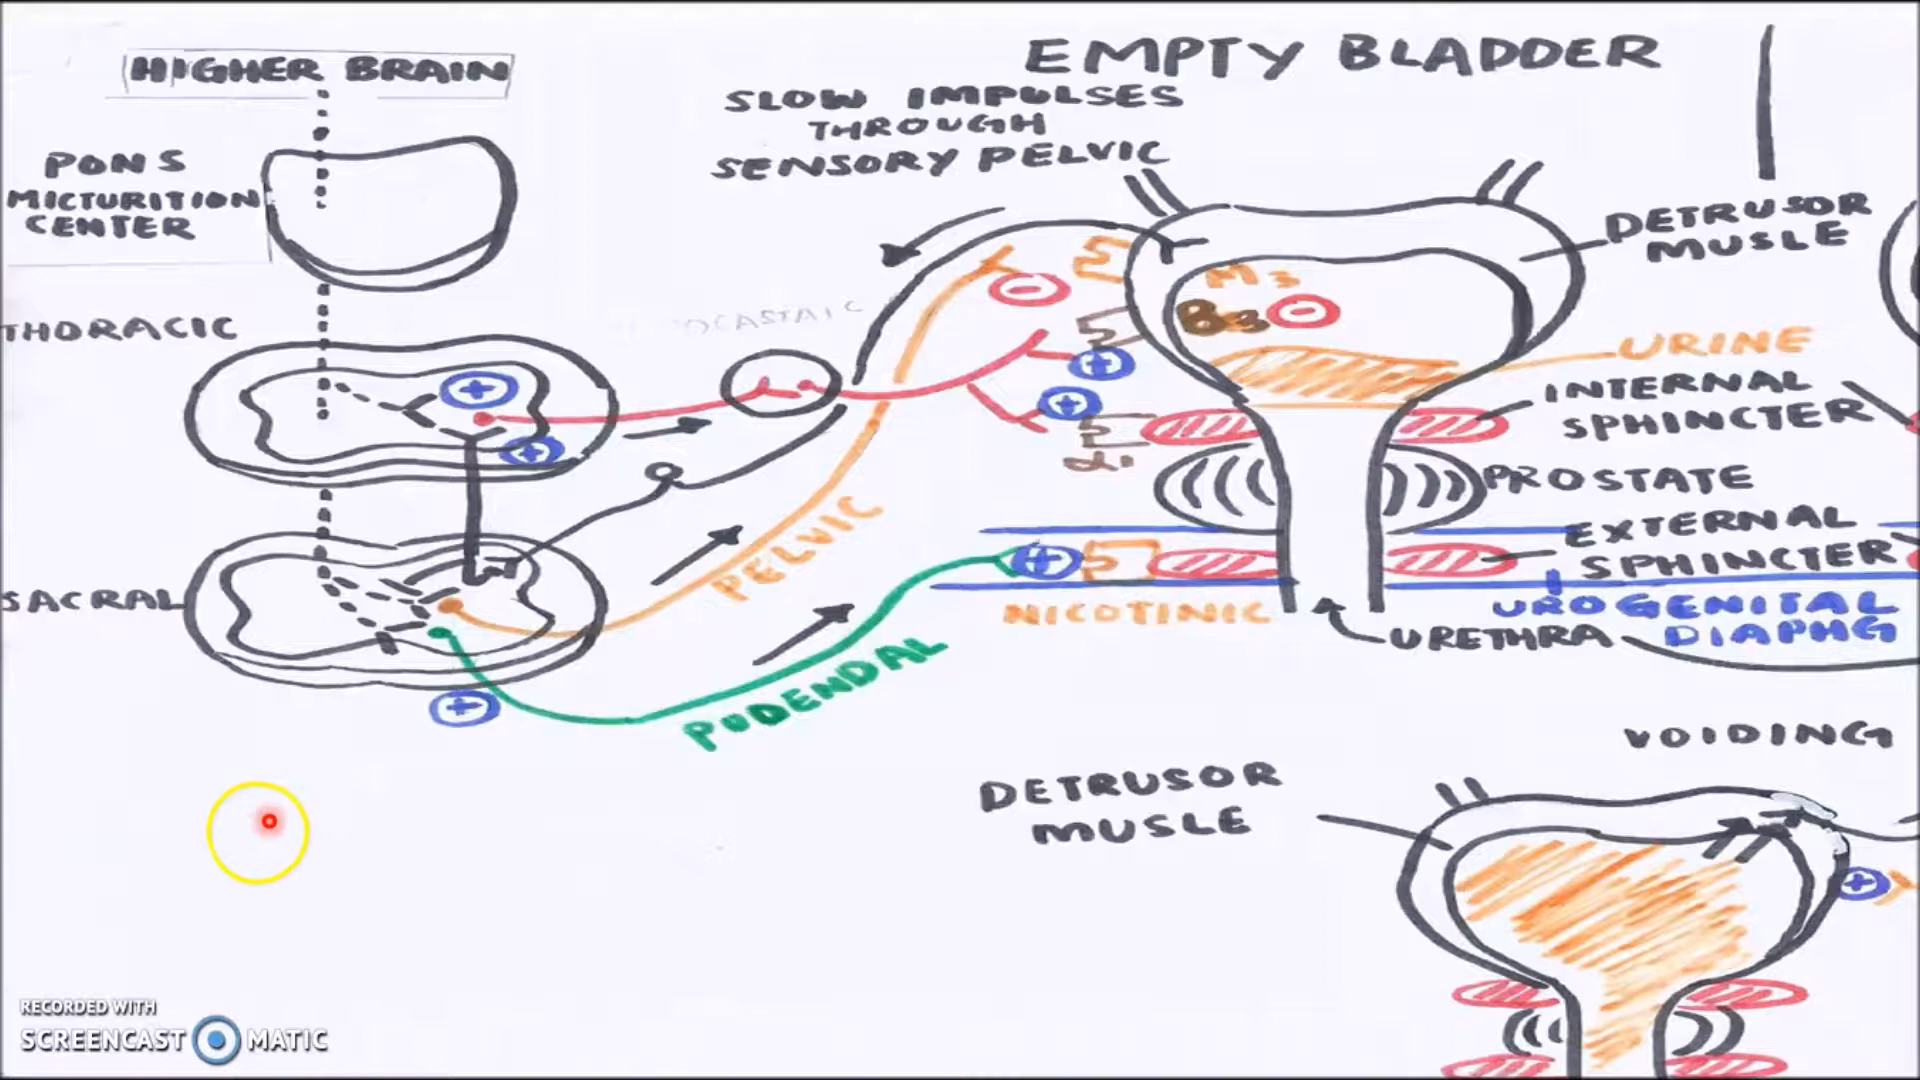 HIGHER BRAIN
EMPTY BLADDER
SLOW IMPULSES
THROUGH
SENSORY PELVIC
PONS
MICTURITION
CENTER
DETRUSOR
MUSLE
M3
B3
THORACIC
URINE
INTERNAL
SPHINCTER
α1
PROSTATE
PELVIC
EXTERNAL
SPHINCTER
SACRAL
NICOTINIC
UROGENITAL
DIAPHG
URETHRA
PUDENDAL
VOIDING
DETRUSOR
MUSLE
RECORDED WITH
SCREENCAST MATIC